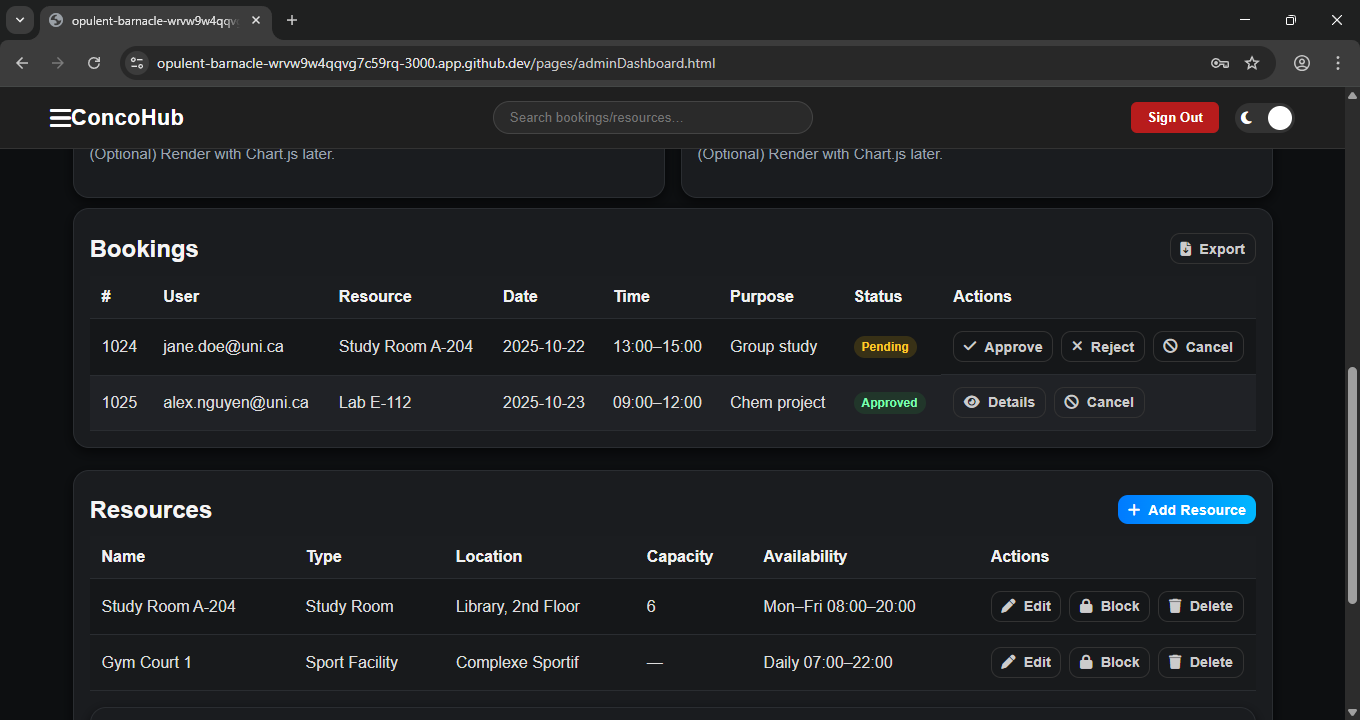 opulent-barnacle-wrvw9w4qqv
opulent-barnacle-wrvw9w4qqvg7c59rq-3000.app.github.dev/pages/adminDashboard.html
ConcoHub
Search bookings/resources...
Sign Out
(Optional) Render with Chart.js later. (Optional) Render with Chart.js later.
Bookings
Export
# User Resource Date Time Purpose Status Actions
1024 jane.doe@uni.ca Study Room A-204 2025-10-22 13:00–15:00 Group study Pending Approve Reject Cancel
1025 alex.nguyen@uni.ca Lab E-112 2025-10-23 09:00–12:00 Chem project Approved Details Cancel
Resources
+ Add Resource
Name Type Location Capacity Availability Actions
Study Room A-204 Study Room Library, 2nd Floor 6 Mon–Fri 08:00–20:00 Edit Block Delete
Gym Court 1 Sport Facility Complexe Sportif — Daily 07:00–22:00 Edit Block Delete